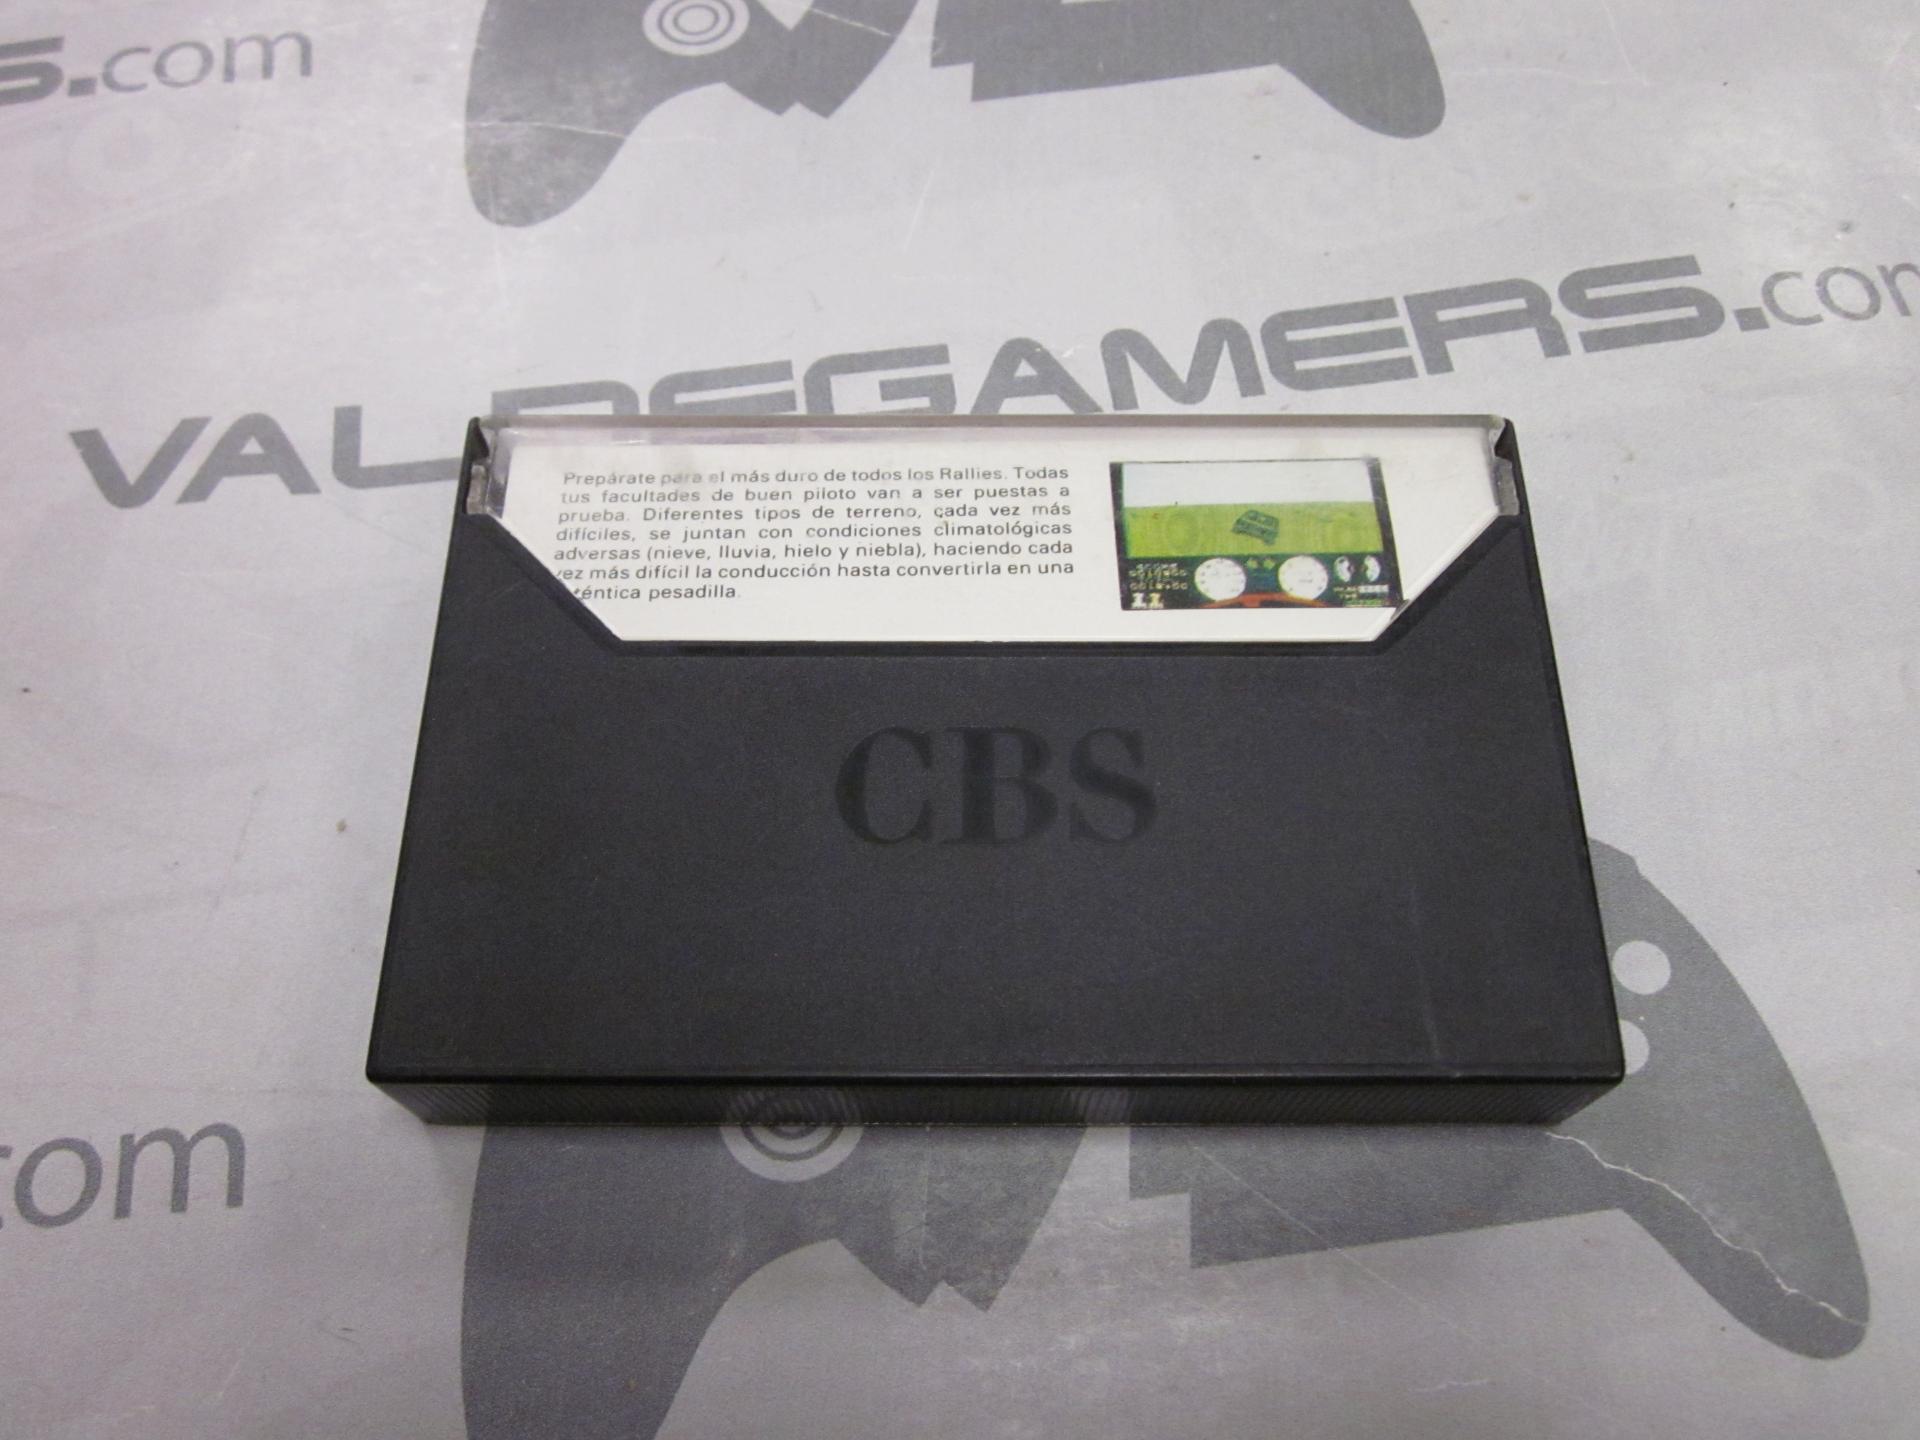 s.com
VALDEGAMERS.com
Prepárate para el más duro de todos los Rallies. Todas
tus facultades de buen piloto van a ser puestas a
prueba. Diferentes tipos de terreno, cada vez más
difíciles, se juntan con condiciones climatológicas
adversas (nieve, lluvia, hielo y niebla), haciendo cada
vez más difícil la conducción hasta convertirla en una
téntica pesadilla.
CBS
com